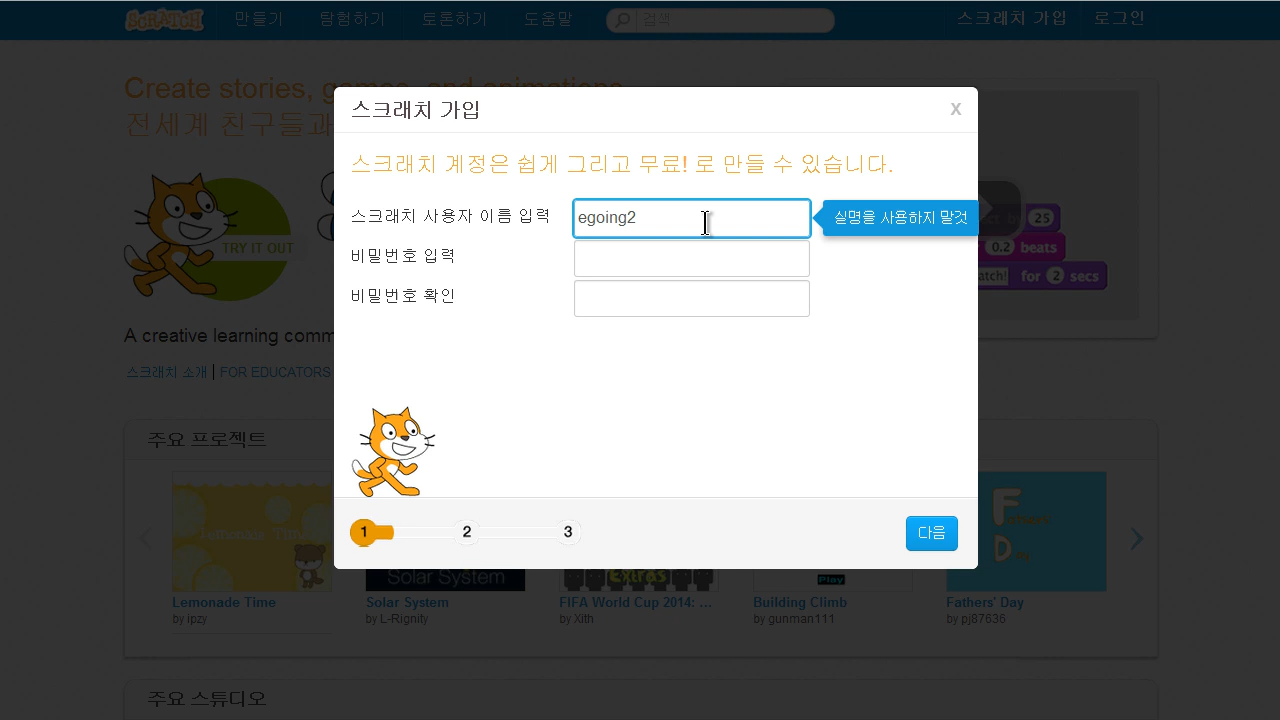 SCRATCH 만들기 탐험하기 토론하기 도움말 검색 스크래치 가입 로그인
Create stories, games, and animations
전세계 친구들과
스크래치 가입 x
스크래치 계정은 쉽게 그리고 무료! 로 만들 수 있습니다.
스크래치 사용자 이름 입력 egoing2 실명을 사용하지 말것
비밀번호 입력
비밀번호 확인
TRY IT OUT
25
0.2 beats
for 2 secs
A creative learning comm
스크래치 소개 | FOR EDUCATORS
1 2 3 다음
주요 프로젝트
Lemonade Time
Solar System
Extras
Play
Lemonade Time Solar System FIFA World Cup 2014: ... Building Climb Fathers' Day
by ipzy by L-Rignity by Xith by gunman111 by pj87636
주요 스튜디오